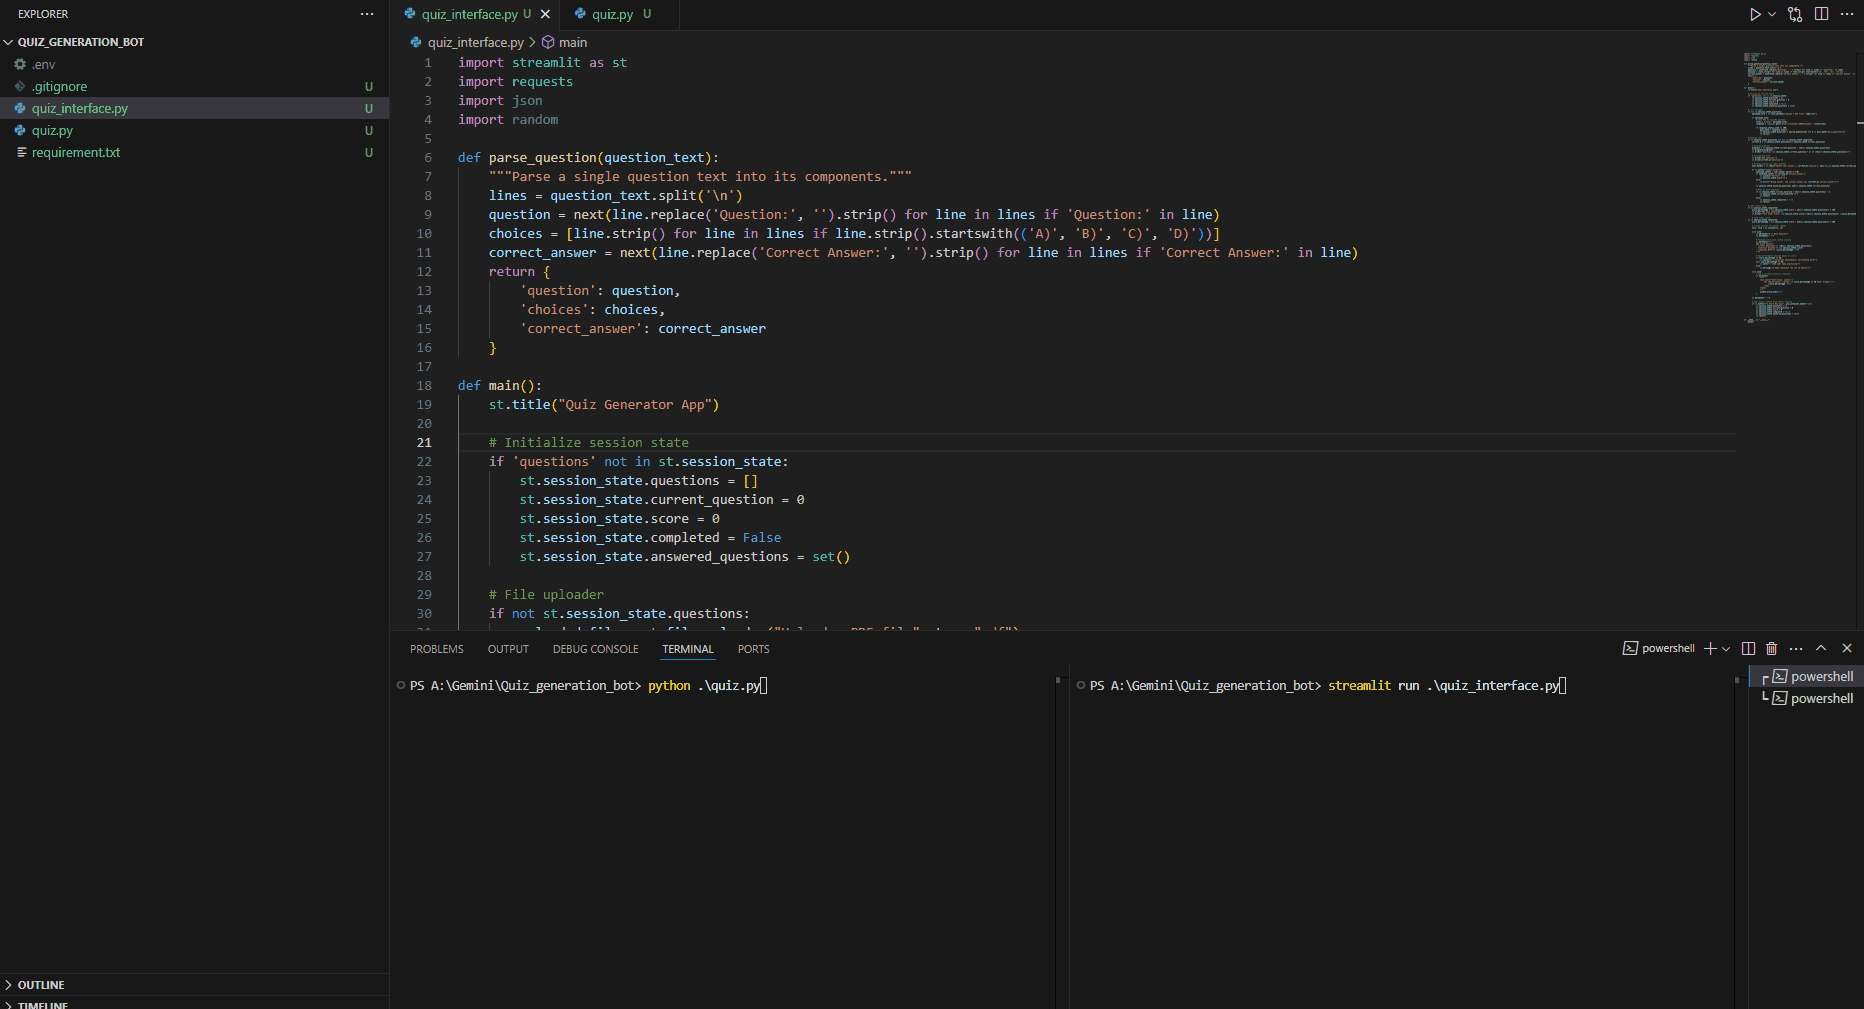 EXPLORER
QUIZ_GENERATION_BOT
.env
.gitignore U
quiz_interface.py U
quiz.py U
requirement.txt U
OUTLINE
TIMELINE
quiz_interface.py U
quiz.py U
quiz_interface.py > main
1 import streamlit as st
2 import requests
3 import json
4 import random
5
6 def parse_question(question_text):
7     """Parse a single question text into its components."""
8     lines = question_text.split('\n')
9     question = next(line.replace('Question:', '').strip() for line in lines if 'Question:' in line)
10     choices = [line.strip() for line in lines if line.strip().startswith(('A)', 'B)', 'C)', 'D)'))]
11     correct_answer = next(line.replace('Correct Answer:', '').strip() for line in lines if 'Correct Answer:' in line)
12     return {
13         'question': question,
14         'choices': choices,
15         'correct_answer': correct_answer
16     }
17
18 def main():
19     st.title("Quiz Generator App")
20
21     # Initialize session state
22     if 'questions' not in st.session_state:
23         st.session_state.questions = []
24         st.session_state.current_question = 0
25         st.session_state.score = 0
26         st.session_state.completed = False
27         st.session_state.answered_questions = set()
28
29     # File uploader
30     if not st.session_state.questions:
PROBLEMS OUTPUT DEBUG CONSOLE TERMINAL PORTS
powershell
PS A:\Gemini\Quiz_generation_bot> python .\quiz.py
PS A:\Gemini\Quiz_generation_bot> streamlit run .\quiz_interface.py
powershell
powershell